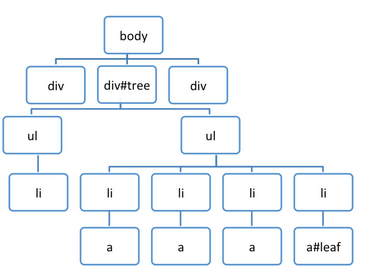 body
div div#tree div
ul ul
li li li li li
a a a a#leaf